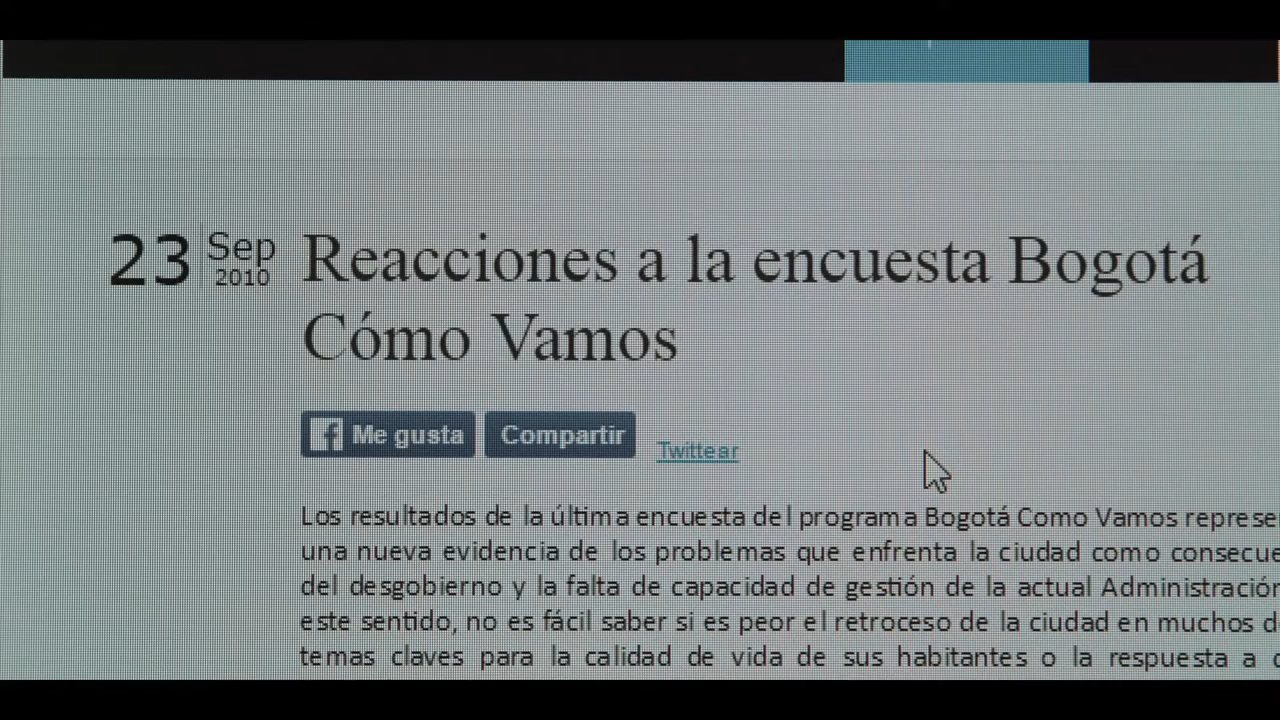 23 Sep 2010
Reacciones a la encuesta Bogotá
Cómo Vamos
Me gusta Compartir Twittear
Los resultados de la última encuesta del programa Bogotá Como Vamos
una nueva evidencia de los problemas que enfrenta la ciudad como
del desgobierno y la falta de capacidad de gestión de la actual Administración
este sentido, no es fácil saber si es peor el retroceso de la ciudad en muchos
temas claves para la calidad de vida de sus habitantes o la respuesta a